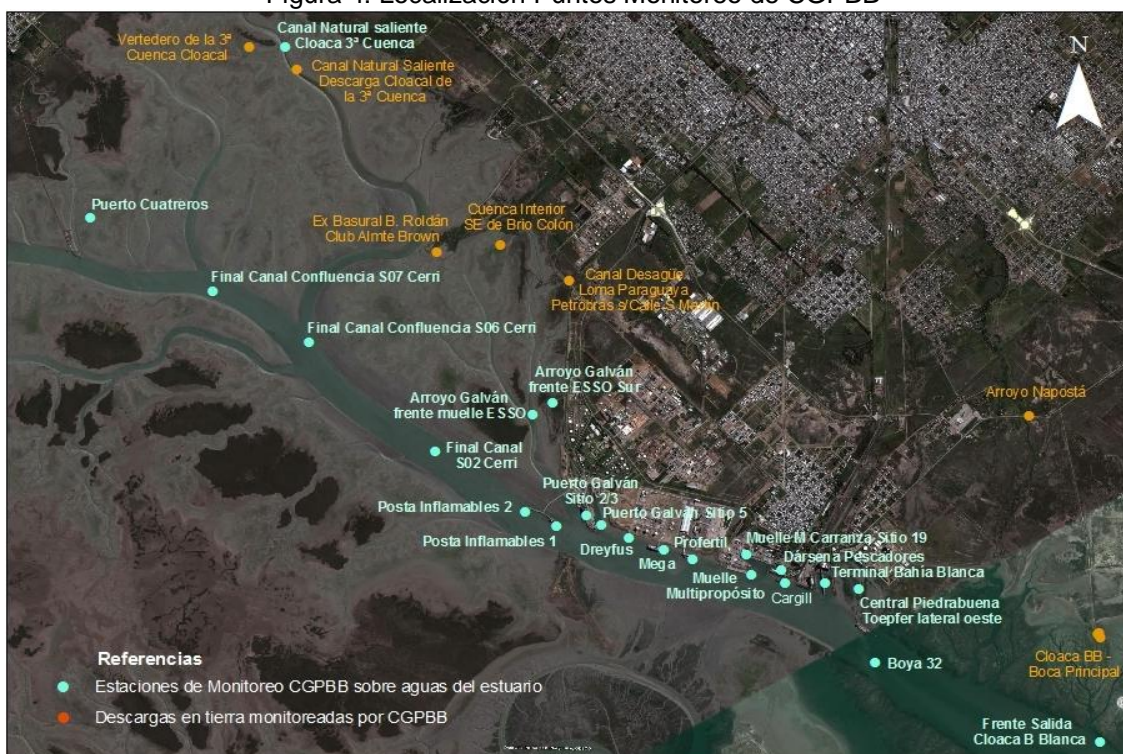 Figura 4. Localización Puntos Monitoreo de CGPBB
Vertedero de la 3ª
Cuenca Cloacal
Canal Natural saliente
Cloaca 3ª Cuenca
Canal Natural Saliente
Descarga Cloacal de
la 3ª Cuenca
N
Puerto Cuatreros
Ex Basural B. Roldán
Club Almte Brown
Cuenca Interior
SE de Brio Colón
Final Canal Confluencia S07 Cerri
Canal Desagüe
Loma Paraguaya
Petrobras s/Calle S Martín
Final Canal Confluencia S06 Cerri
Arroyo Galván
frente ESSO Sur
Arroyo Galván
frente muelle ESSO
Arroyo Napostá
Final Canal
S02 Cerri
Puerto Galván
Sitio 2/3
Posta Inflamables 2
Puerto Galván Sitio 5
Posta Inflamables 1
Dreyfus
Mega
Profertil
Muelle M Carranza Sitio 19
Dársena Pescadores
Muelle
Multipropósito
Cargill
Terminal Bahía Blanca
Central Piedrabuena
Toepfer lateral oeste
Cloaca BB -
Boca Principal
Boya 32
Frente Salida
Cloaca B Blanca
Referencias
Estaciones de Monitoreo CGPBB sobre aguas del estuario
Descargas en tierra monitoreadas por CGPBB